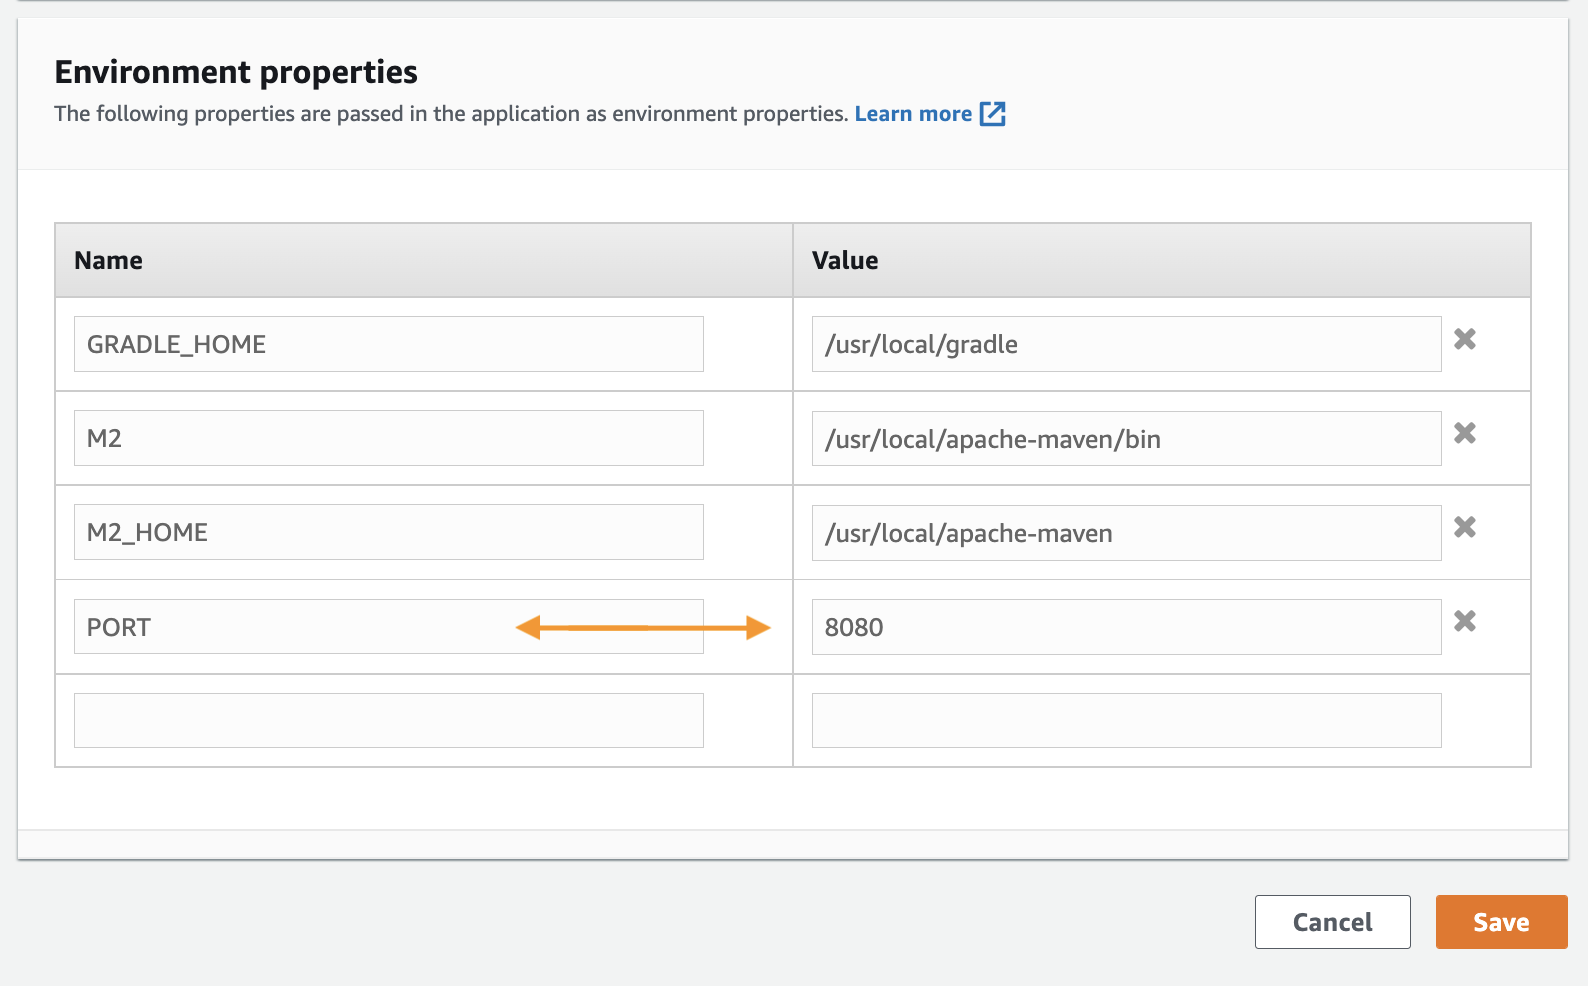 Environment properties
The following properties are passed in the application as environment properties. Learn more
Name Value
GRADLE_HOME /usr/local/gradle
M2 /usr/local/apache-maven/bin
M2_HOME /usr/local/apache-maven
PORT 8080
Cancel Save